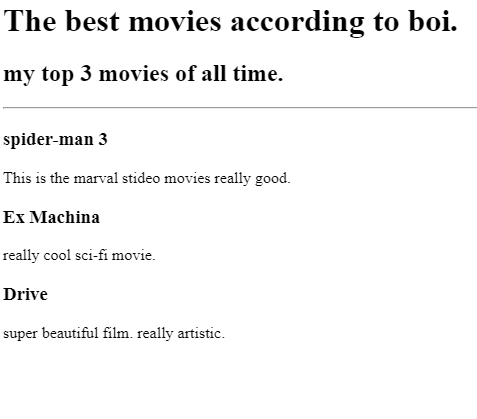 The best movies according to boi.
my top 3 movies of all time.
spider-man 3
This is the marval stideo movies really good.
Ex Machina
really cool sci-fi movie.
Drive
super beautiful film. really artistic.